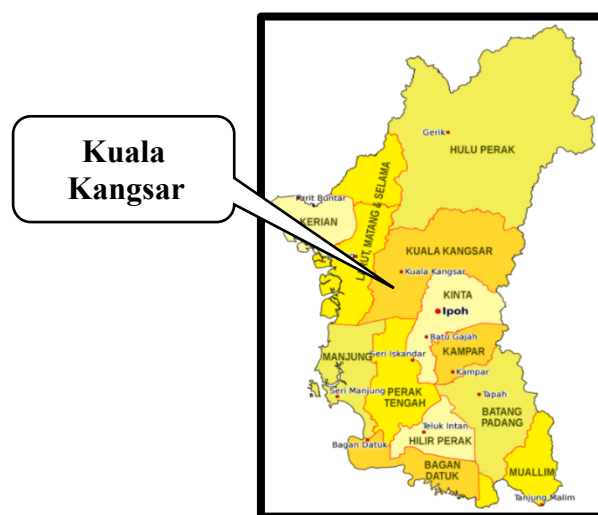 Kuala
Kangsar
Gerik
HULU PERAK
Parit Buntar
KERIAN
MATANG & SELAMA
KUALA KANGSAR
Kuala Kangsar
KINTA
Ipoh
Batu Gajah
MANJUNG
Seri Iskandar
KAMPAR
Kampar
Seri Manjung
PERAK
TENGAH
Tapah
BATANG
PADANG
Teluk Intan
HILIR PERAK
Bagan Datuk
BAGAN
DATUK
MUALLIM
Tanjung Malim